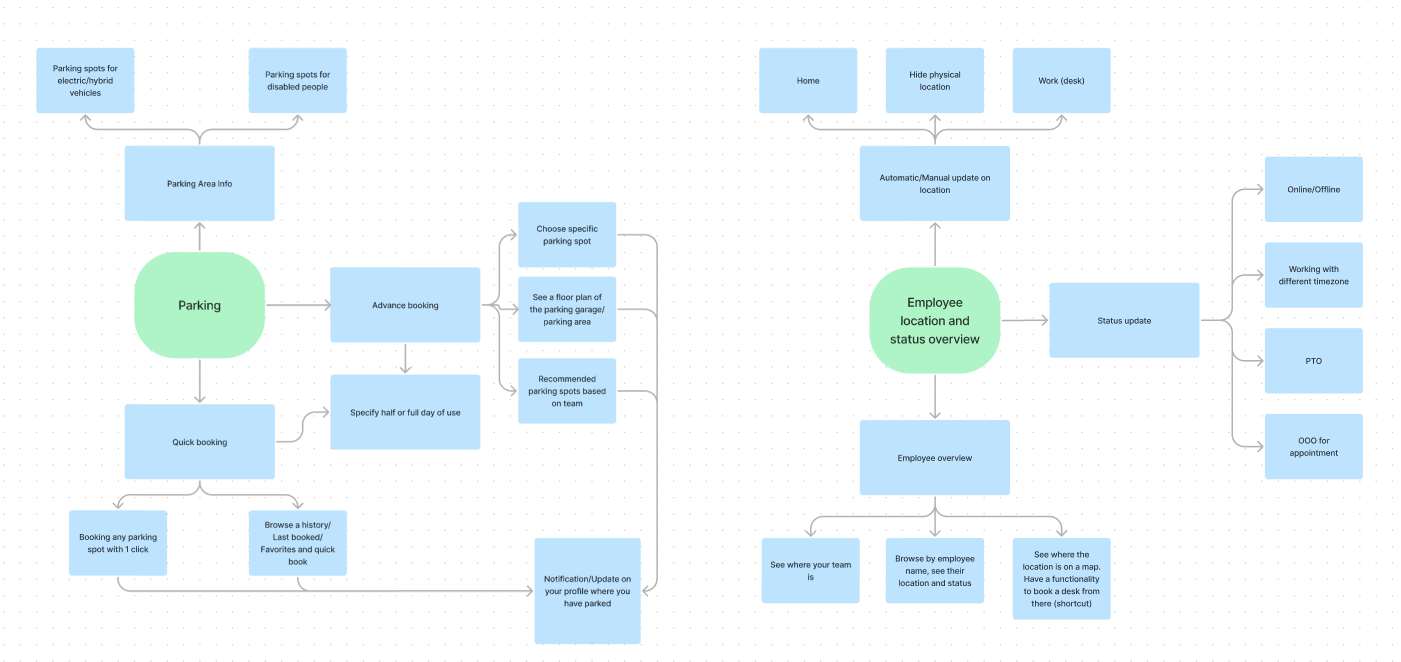 Parking spots for
electric/hybrid
vehicles
Parking spots for
disabled people
Parking Area Info
Parking
Advance booking
Choose specific
parking spot
See a floor plan of
the parking garage/
parking area
Recommended
parking spots based
on team
Specify half or full day of use
Quick booking
Booking any parking
spot with 1 click
Browse a history/
Last booked/
Favorites and quick
book
Notification/Update on
your profile where you
have parked
Home
Hide physical
location
Work (desk)
Automatic/Manual update on
location
Employee
location and
status overview
Status update
Online/Offline
Working with
different timezone
PTO
OOO for
appointment
Employee overview
See where your team
is
Browse by employee
name, see their
location and status
See where the
location is on a map.
Have a functionality
to book a desk from
there (shortcut)